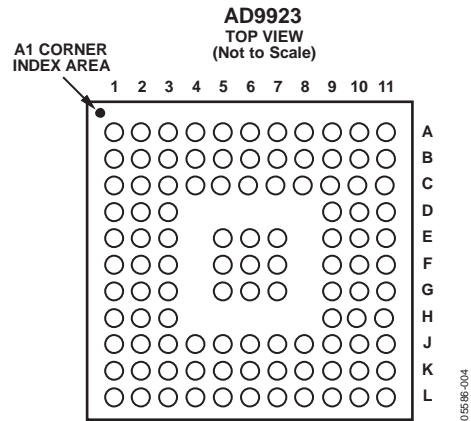 AD9923
TOP VIEW
(Not to Scale)
A1 CORNER
INDEX AREA
1 2 3 4 5 6 7 8 9 10 11
A
B
C
D
E
F
G
H
J
K
L
05586-004